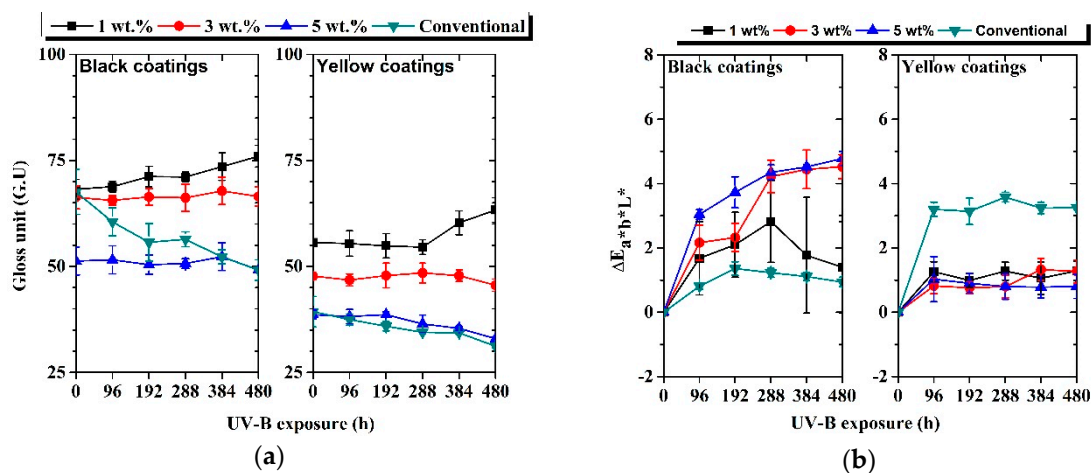 1 wt.% 3 wt.% 5 wt.% Conventional
Black coatings Yellow coatings
100 100
75 75
50 50
25 25
0 96 192 288 384 480 0 96 192 288 384 480
Gloss unit (G.U)
UV-B exposure (h)
(a)
1 wt% 3 wt% 5 wt% Conventional
Black coatings Yellow coatings
8 8
6 6
4 4
2 2
0 0
-2 -2
0 96 192 288 384 480 0 96 192 288 384 480
ΔE a*b*L*
UV-B exposure (h)
(b)